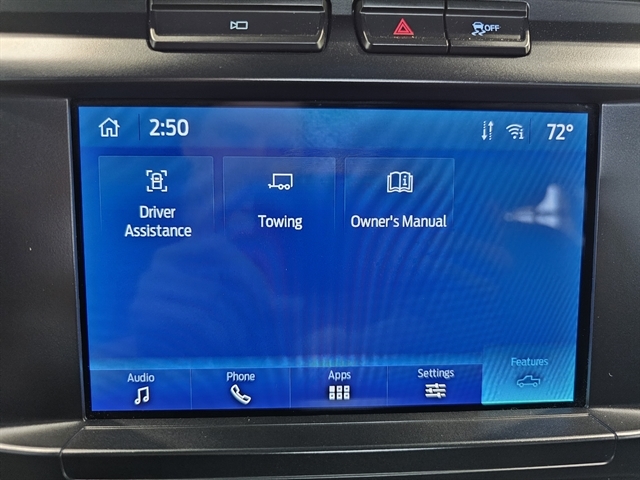 OFF
2:50
72°
Driver
Assistance
Towing
Owner's Manual
Audio
Phone
Apps
Settings
Features